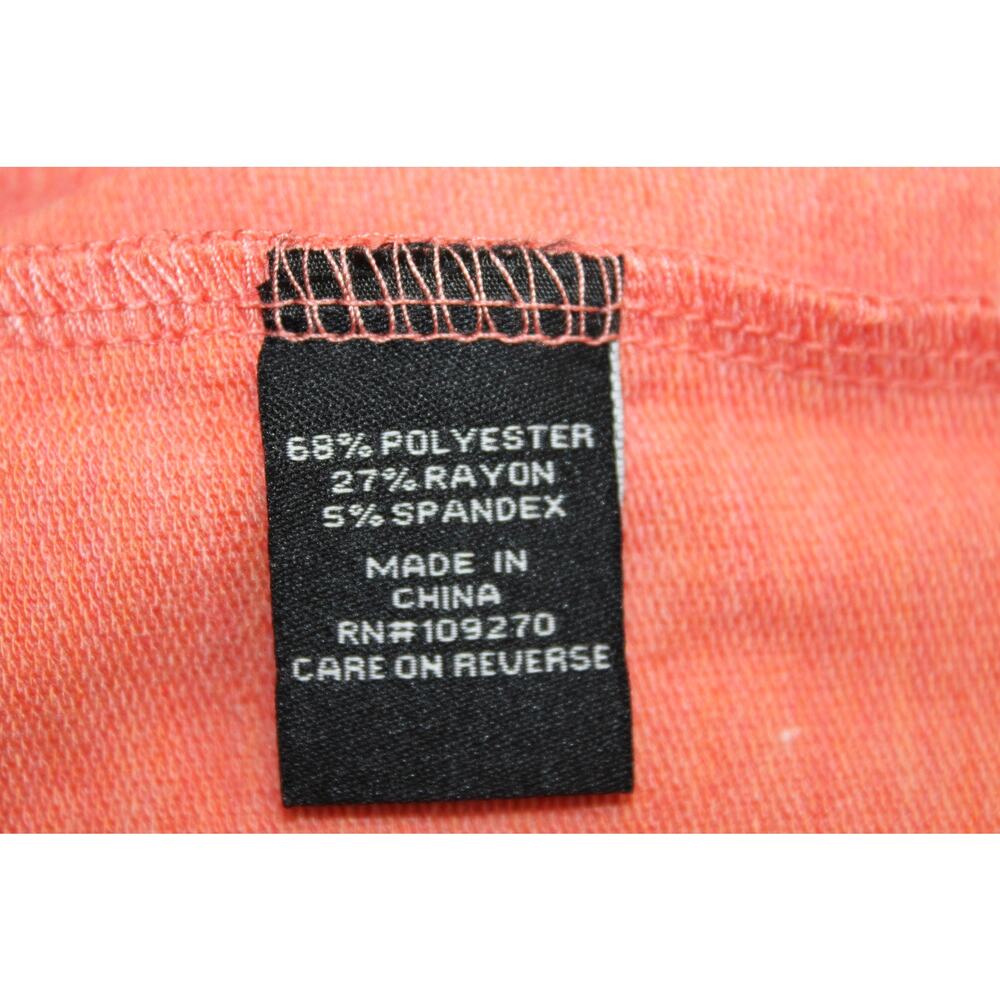 68% POLYESTER
27% RAYON
5% SPANDEX
MADE IN
CHINA
RN#109270
CARE ON REVERSE